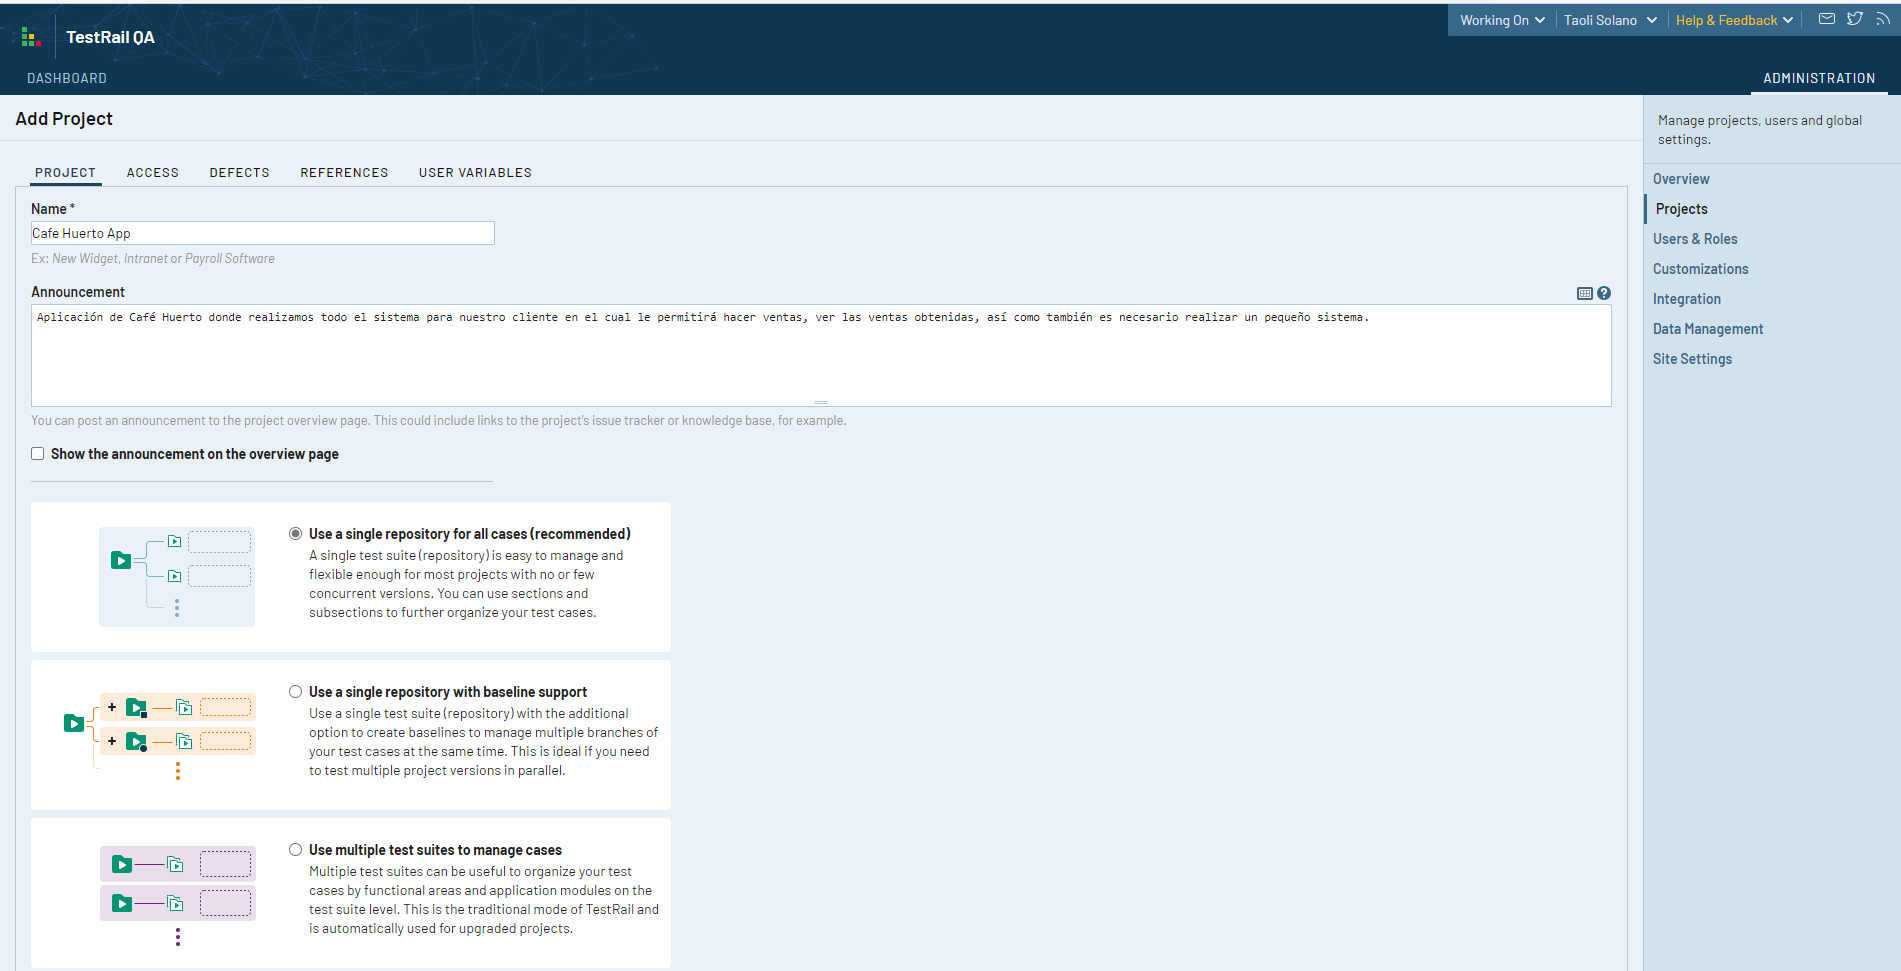 TestRail QA
Working On
Taoli Solano
Help & Feedback
DASHBOARD
ADMINISTRATION
Add Project
PROJECT
ACCESS
DEFECTS
REFERENCES
USER VARIABLES
Name *
Cafe Huerto App
Ex: New Widget, Intranet or Payroll Software
Announcement
Aplicación de Café Huerto donde realizamos todo el sistema para nuestro cliente en el cual le permitirá hacer ventas, ver las ventas obtenidas, así como también es necesario realizar un pequeño sistema.
You can post an announcement to the project overview page. This could include links to the project's issue tracker or knowledge base, for example.
Show the announcement on the overview page
Use a single repository for all cases (recommended)
A single test suite (repository) is easy to manage and
flexible enough for most projects with no or few
concurrent versions. You can use sections and
subsections to further organize your test cases.
Use a single repository with baseline support
Use a single test suite (repository) with the additional
option to create baselines to manage multiple branches of
your test cases at the same time. This is ideal if you need
to test multiple project versions in parallel.
Use multiple test suites to manage cases
Multiple test suites can be useful to organize your test
cases by functional areas and application modules on the
test suite level. This is the traditional mode of TestRail and
is automatically used for upgraded projects.
Manage projects, users and global
settings.
Overview
Projects
Users & Roles
Customizations
Integration
Data Management
Site Settings